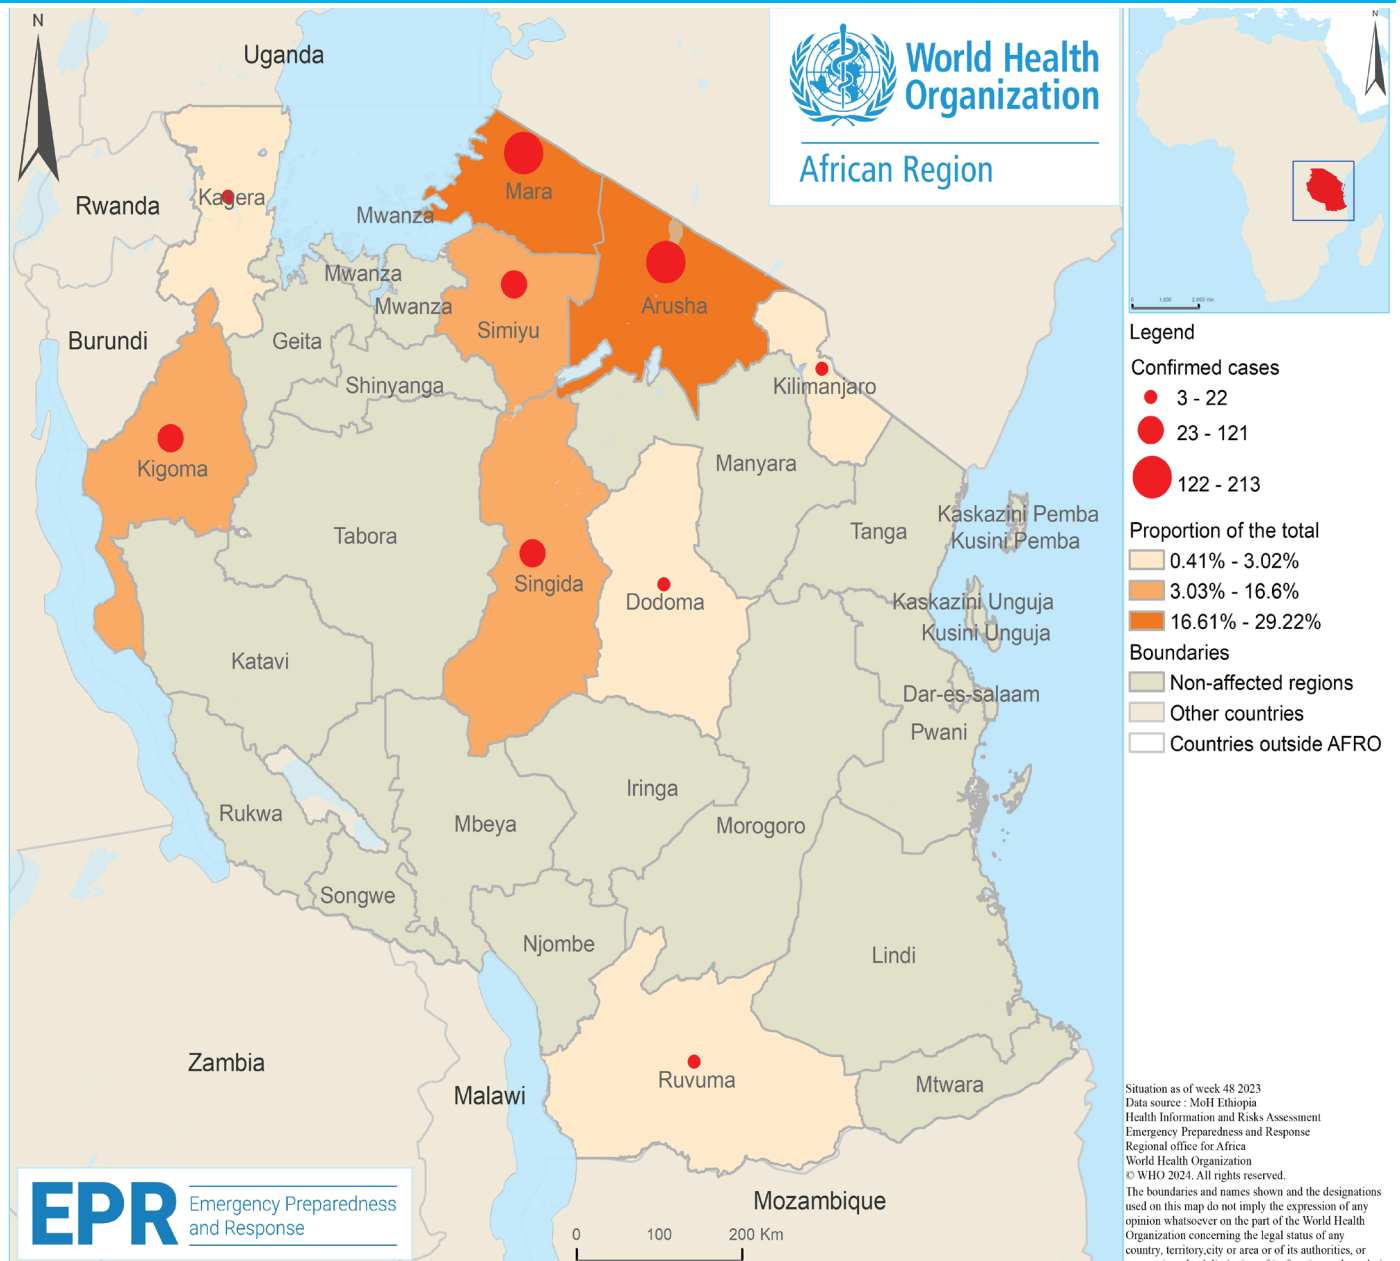 N
Uganda
World Health
Organization
African Region
N
0 1,000 2,000 Km
Rwanda
Kagera
Mara
Mwanza
Mwanza
Mwanza
Arusha
Simiyu
Burundi
Geita
Shinyanga
Kilimanjaro
Kigoma
Manyara
Tabora
Tanga
Kaskazini Pemba
Kusini Pemba
Singida
Dodoma
Kaskazini Unguja
Kusini Unguja
Katavi
Dar-es-salaam
Pwani
Iringa
Rukwa
Mbeya
Morogoro
Songwe
Njombe
Lindi
Zambia
Malawi
Ruvuma
Mtwara
Mozambique
0 100 200 Km
EPR
Emergency Preparedness
and Response
Legend
Confirmed cases
3 - 22
23 - 121
122 - 213
Proportion of the total
0.41% - 3.02%
3.03% - 16.6%
16.61% - 29.22%
Boundaries
Non-affected regions
Other countries
Countries outside AFRO
Situation as of week 48 2023
Data source : MoH Ethiopia
Health Information and Risks Assessment
Emergency Preparedness and Response
Regional office for Africa
World Health Organization
© WHO 2024. All rights reserved.
The boundaries and names shown and the designations
used on this map do not imply the expression of any
opinion whatsoever on the part of the World Health
Organization concerning the legal status of any
country, territory,city or area or of its authorities, or